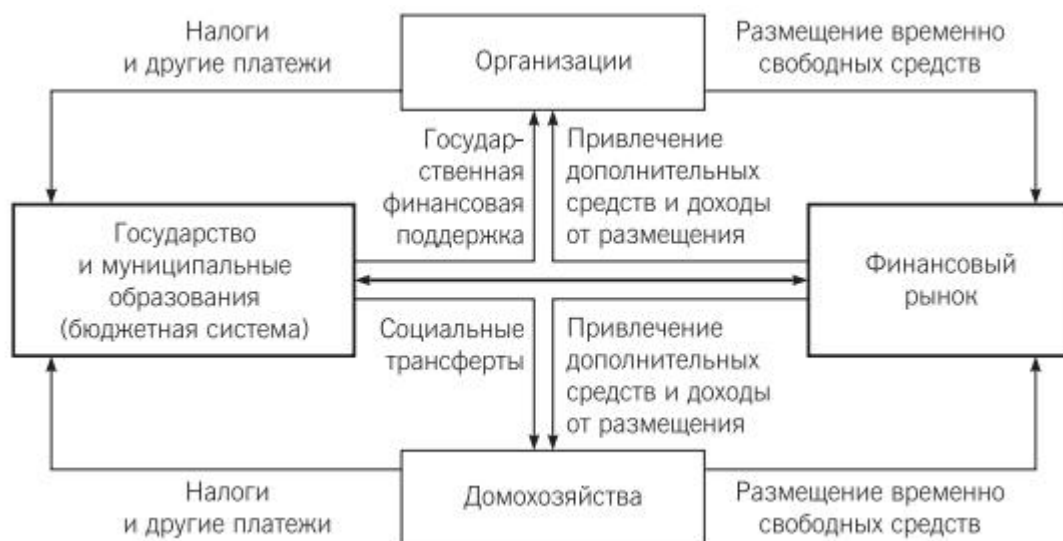 Налоги
и другие платежи
Организации
Размещение временно
свободных средств
Государ-
ственная
финансовая
поддержка
Привлечение
дополнительных
средств и доходы
от размещения
Государство
и муниципальные
образования
(бюджетная система)
Финансовый
рынок
Социальные
трансферты
Привлечение
дополнительных
средств и доходы
от размещения
Налоги
и другие платежи
Домохозяйства
Размещение временно
свободных средств